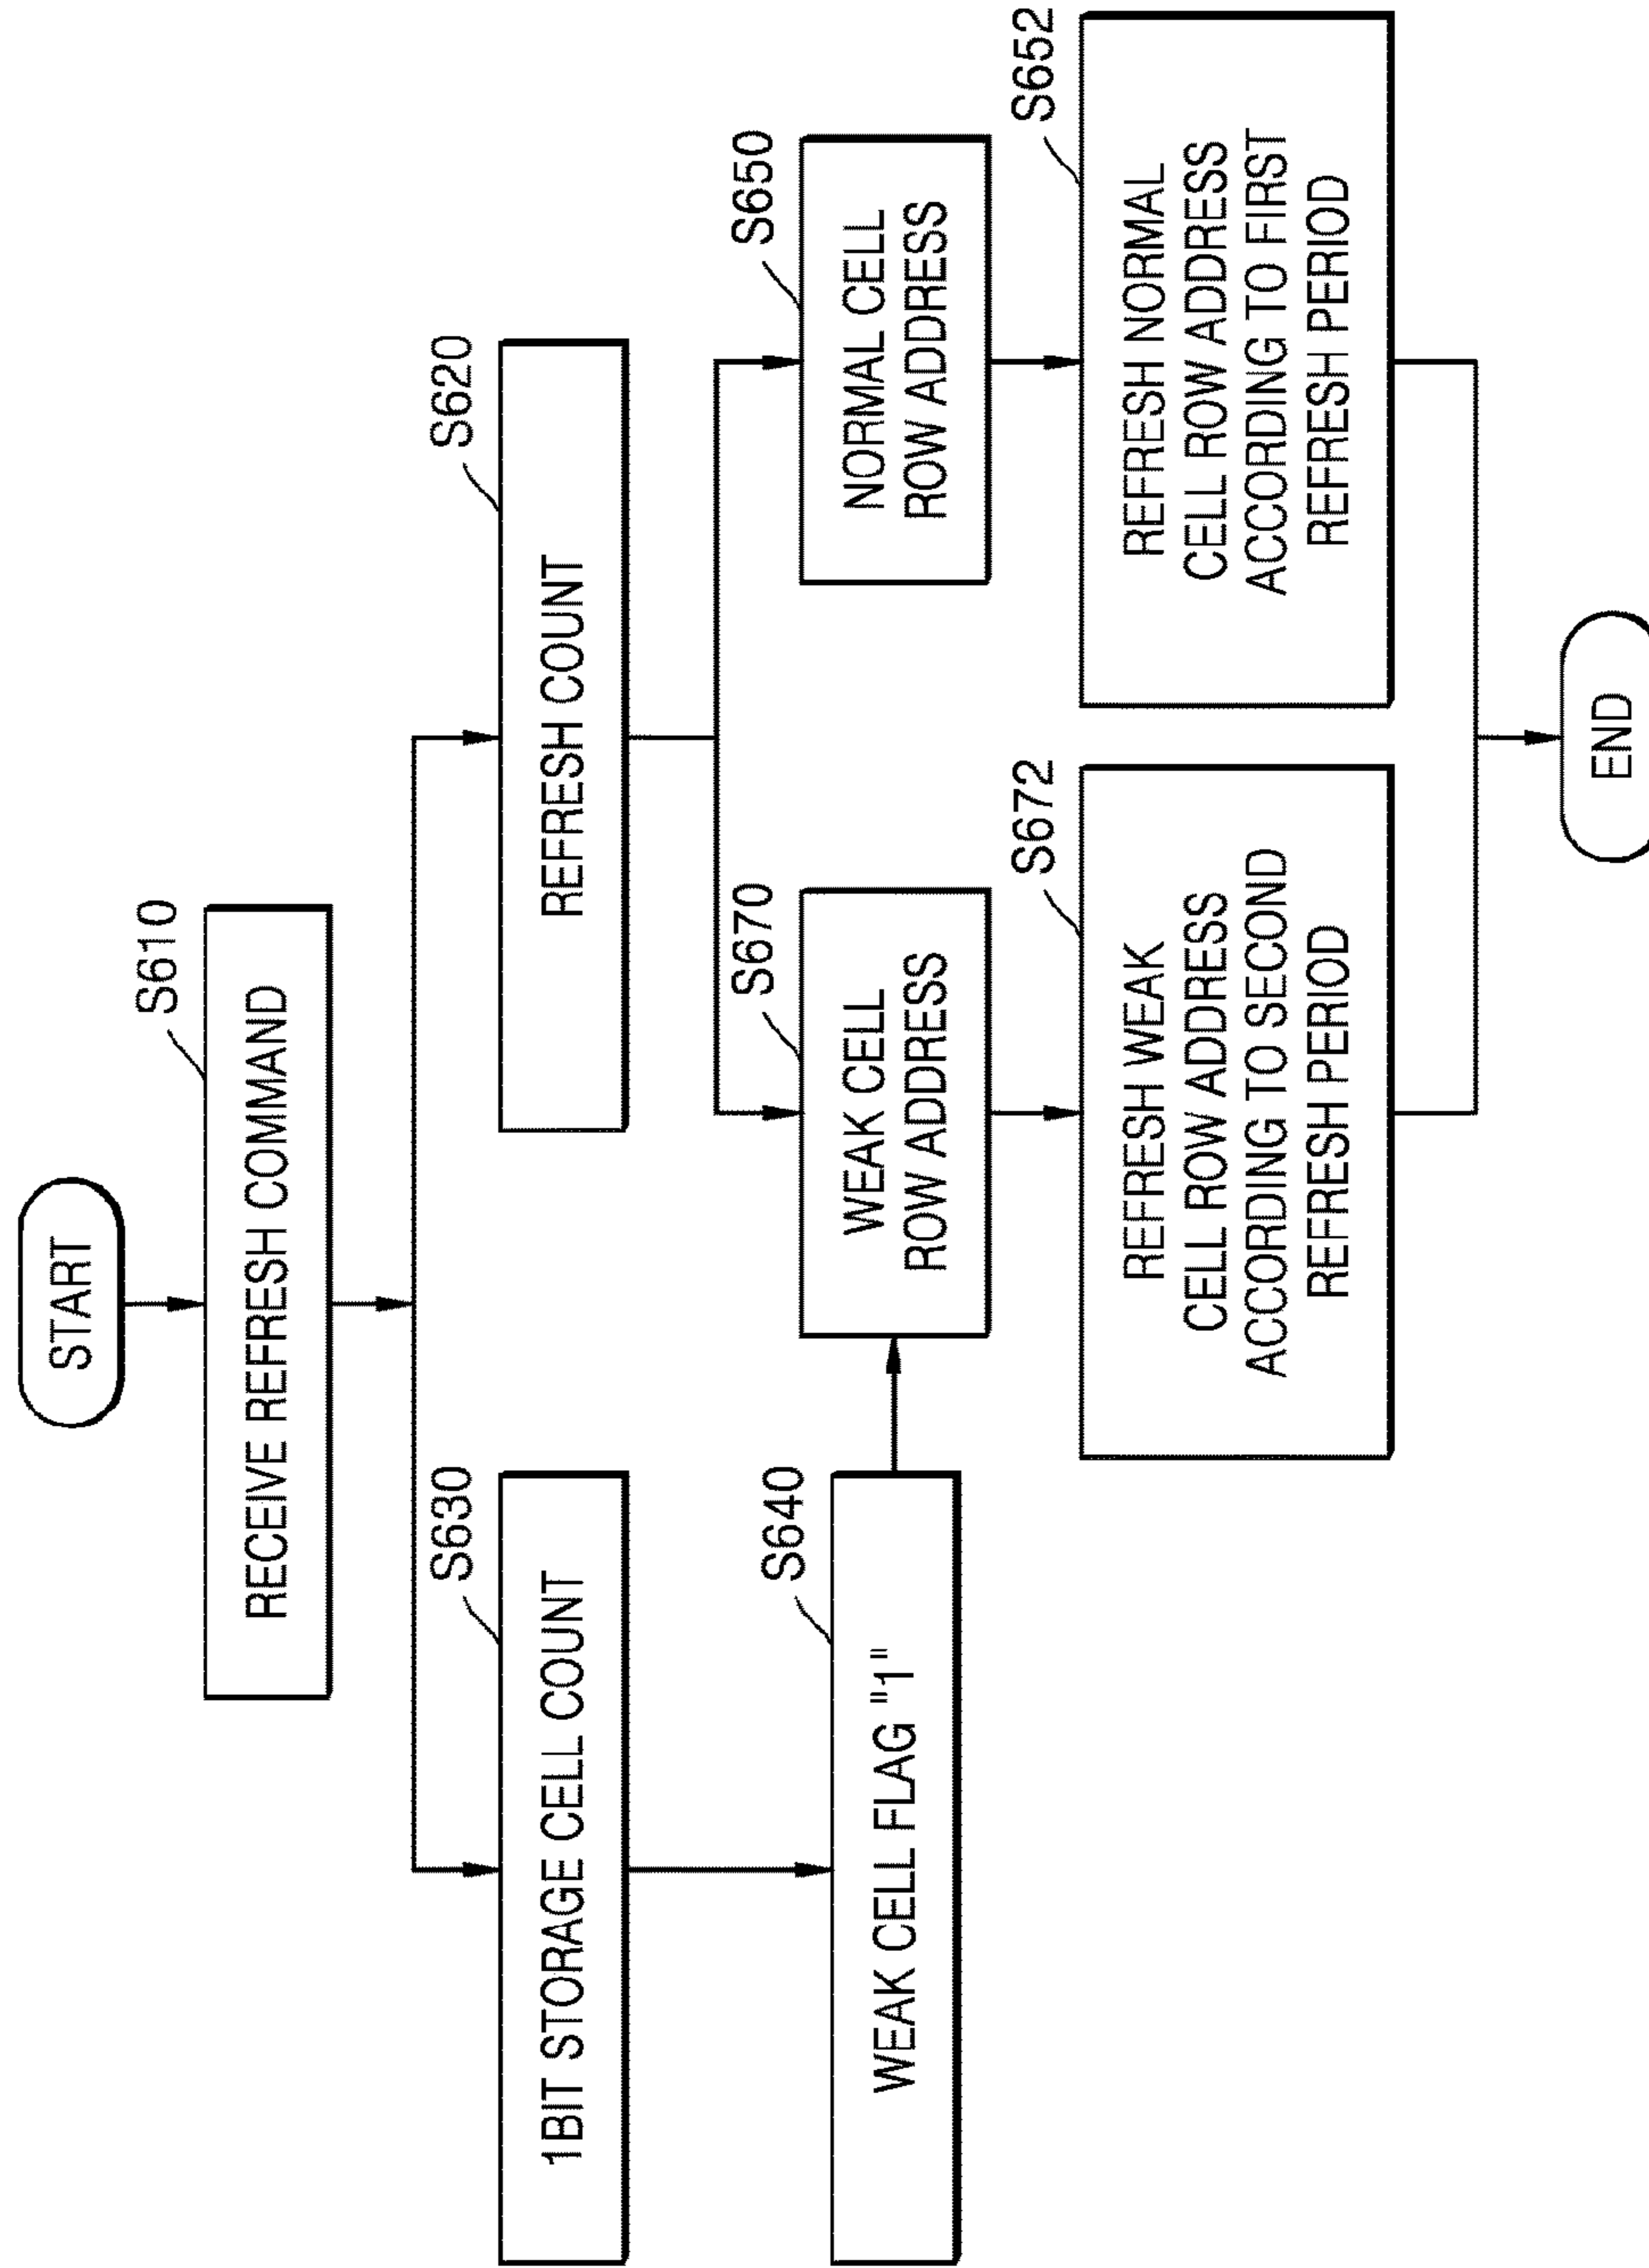 START
S610
RECEIVE REFRESH COMMAND
S630
1BIT STORAGE CELL COUNT
S620
REFRESH COUNT
S640
WEAK CELL FLAG "1"
S670
WEAK CELL
ROW ADDRESS
S650
NORMAL CELL
ROW ADDRESS
S672
REFRESH WEAK
CELL ROW ADDRESS
ACCORDING TO SECOND
REFRESH PERIOD
S652
REFRESH NORMAL
CELL ROW ADDRESS
ACCORDING TO FIRST
REFRESH PERIOD
END